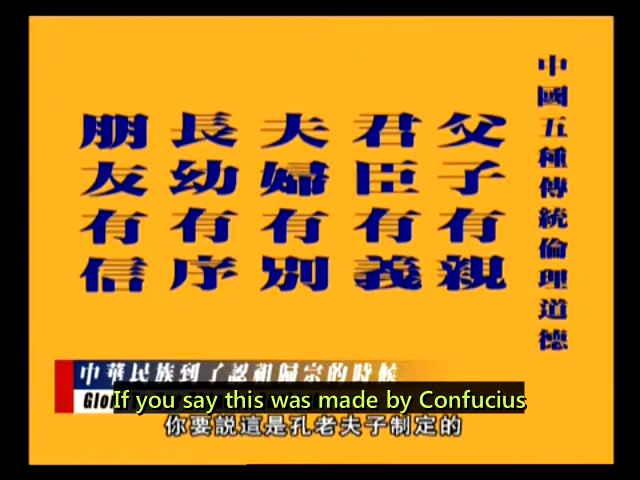 中國五種傳統倫理道德
父子有親
君臣有義
夫婦有別
長幼有序
朋友有信
中華民族到了認祖歸宗的時候
If you say this was made by Confucius
你要說這是孔老夫子制定的